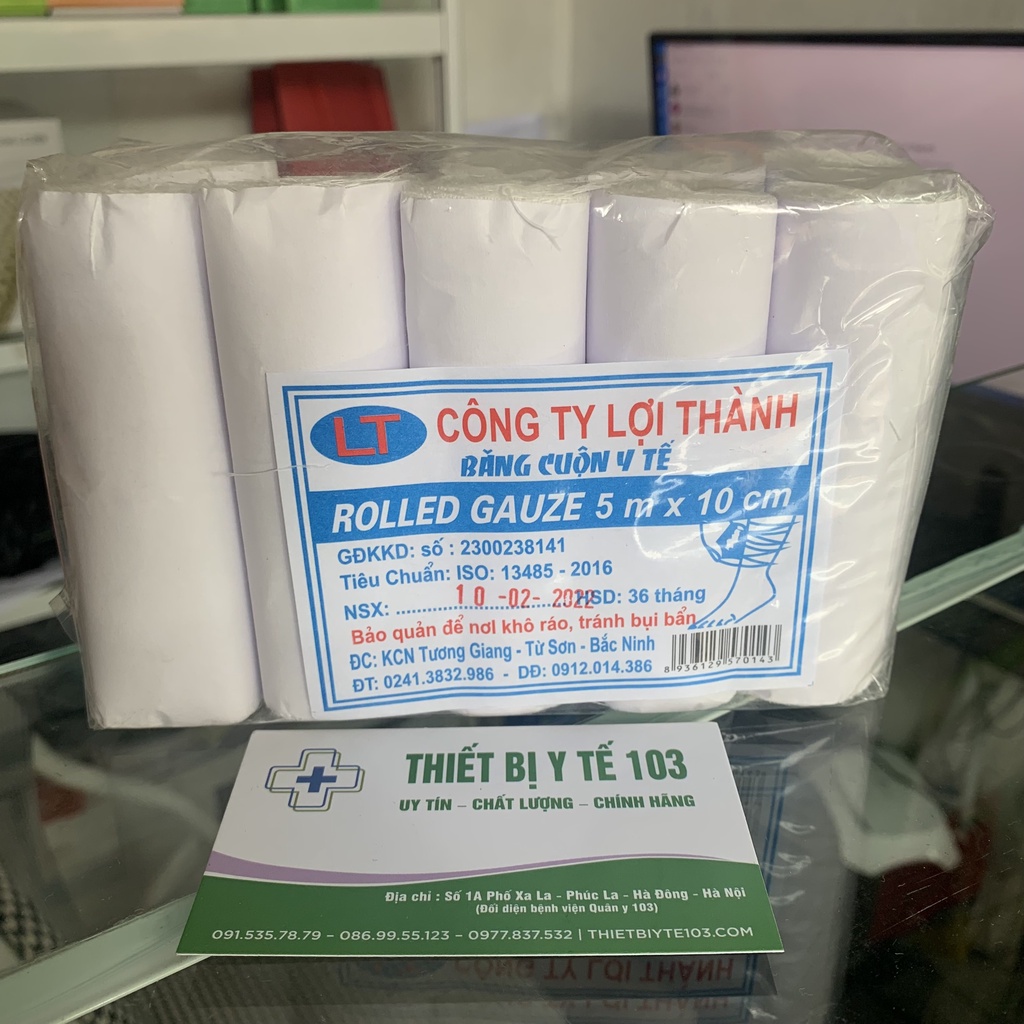 LT CÔNG TY LỢI THÀNH
BĂNG CUỘN Y TẾ
ROLLED GAUZE 5 m x 10 cm
GĐKKD: số : 2300238141
Tiêu Chuẩn: ISO: 13485 - 2016
NSX: 10 -02- 2022 HSD: 36 tháng
Bảo quản để nơi khô ráo, tránh bụi bẩn
ĐC: KCN Tương Giang - Từ Sơn - Bắc Ninh
ĐT: 0241.3832.986 - DĐ: 0912.014.386
8936129570143
THIẾT BỊ Y TẾ 103
UY TÍN – CHẤT LƯỢNG – CHÍNH HÃNG
Địa chỉ : Số 1A Phố Xa La - Phúc La - Hà Đông - Hà Nội
(Đối diện bệnh viện Quân y 103)
091.535.78.79 – 086.99.55.123 – 0977.837.532 | THIETBIYTE103.COM
CÔNG TY LỢI THÀNH